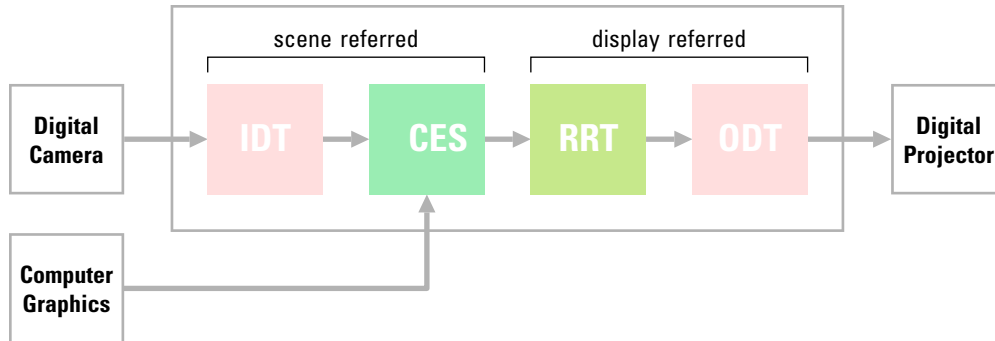 scene referred
display referred
Digital
Camera
IDT
CES
RRT
ODT
Digital
Projector
Computer
Graphics